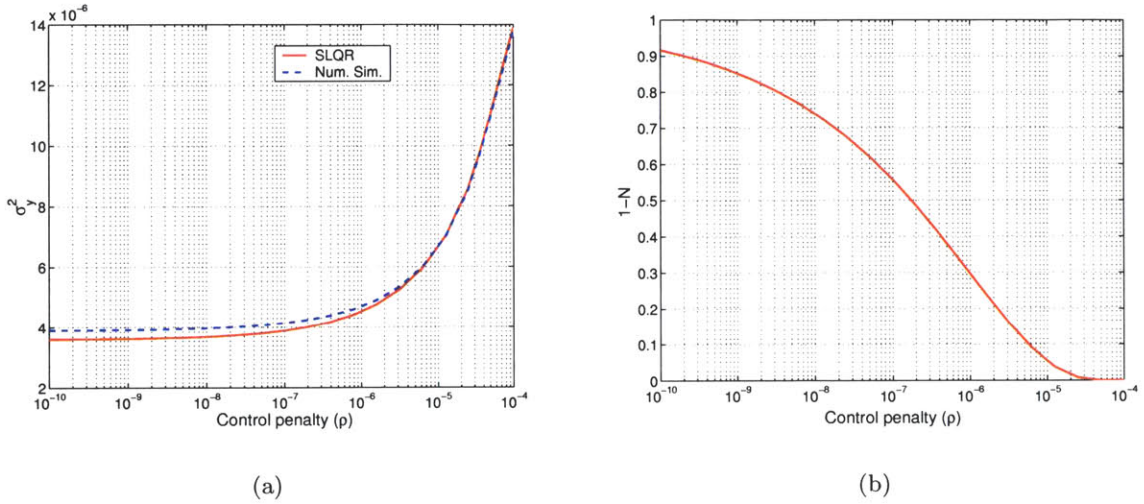 x 10⁻⁶
14
12
10
8
6
4
2
σ_y²
SLQR
Num. Sim.
10⁻¹⁰ 10⁻⁹ 10⁻⁸ 10⁻⁷ 10⁻⁶ 10⁻⁵ 10⁻⁴
Control penalty (ρ)
(a)
1
0.9
0.8
0.7
0.6
0.5
0.4
0.3
0.2
0.1
0
1−N
10⁻¹⁰ 10⁻⁹ 10⁻⁸ 10⁻⁷ 10⁻⁶ 10⁻⁵ 10⁻⁴
Control penalty (ρ)
(b)